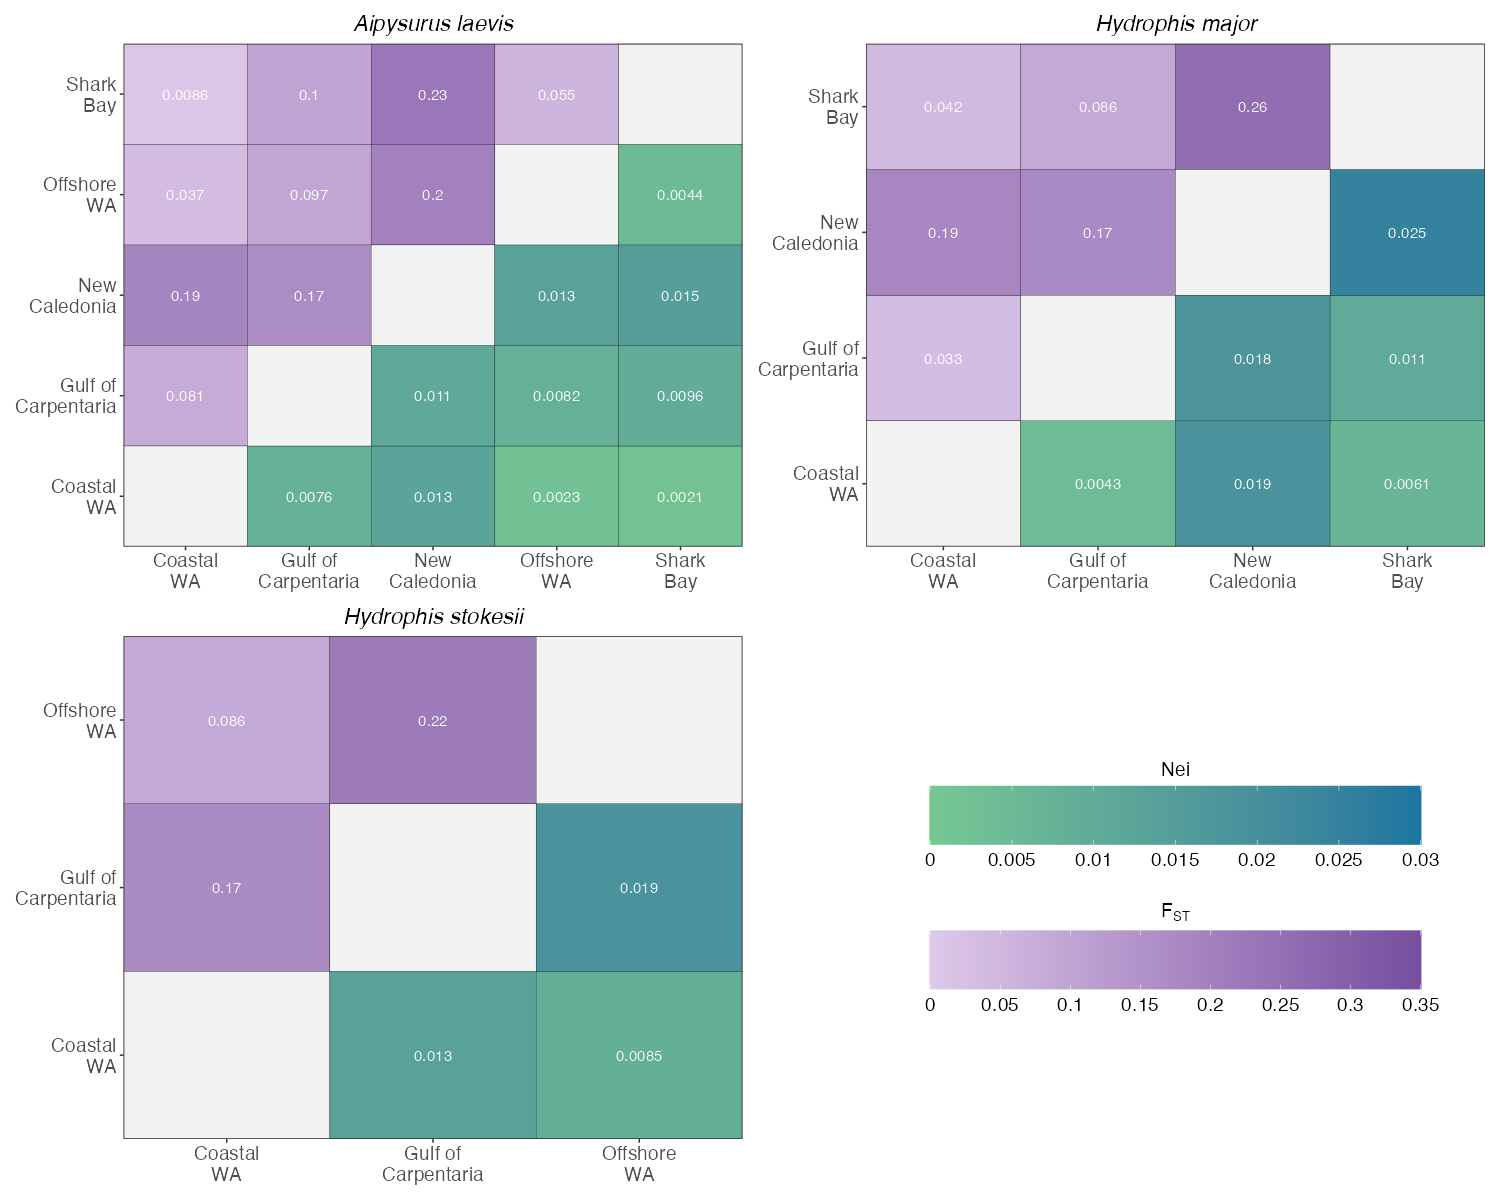 Aipysurus laevis
Shark
Bay
0.0086 0.1 0.23 0.055
Offshore
WA
0.037 0.097 0.2 0.0044
New
Caledonia
0.19 0.17 0.013 0.015
Gulf of
Carpentaria
0.081 0.011 0.0082 0.0096
Coastal
WA
0.0076 0.013 0.0023 0.0021
Coastal Gulf of New Offshore Shark
WA Carpentaria Caledonia WA Bay
Hydrophis major
Shark
Bay
0.042 0.086 0.26
New
Caledonia
0.19 0.17 0.025
Gulf of
Carpentaria
0.033 0.018 0.011
Coastal
WA
0.0043 0.019 0.0061
Coastal Gulf of New Shark
WA Carpentaria Caledonia Bay
Hydrophis stokesii
Offshore
WA
0.086 0.22
Gulf of
Carpentaria
0.17 0.019
Coastal
WA
0.013 0.0085
Coastal Gulf of Offshore
WA Carpentaria WA
Nei
0 0.005 0.01 0.015 0.02 0.025 0.03
FST
0 0.05 0.1 0.15 0.2 0.25 0.3 0.35